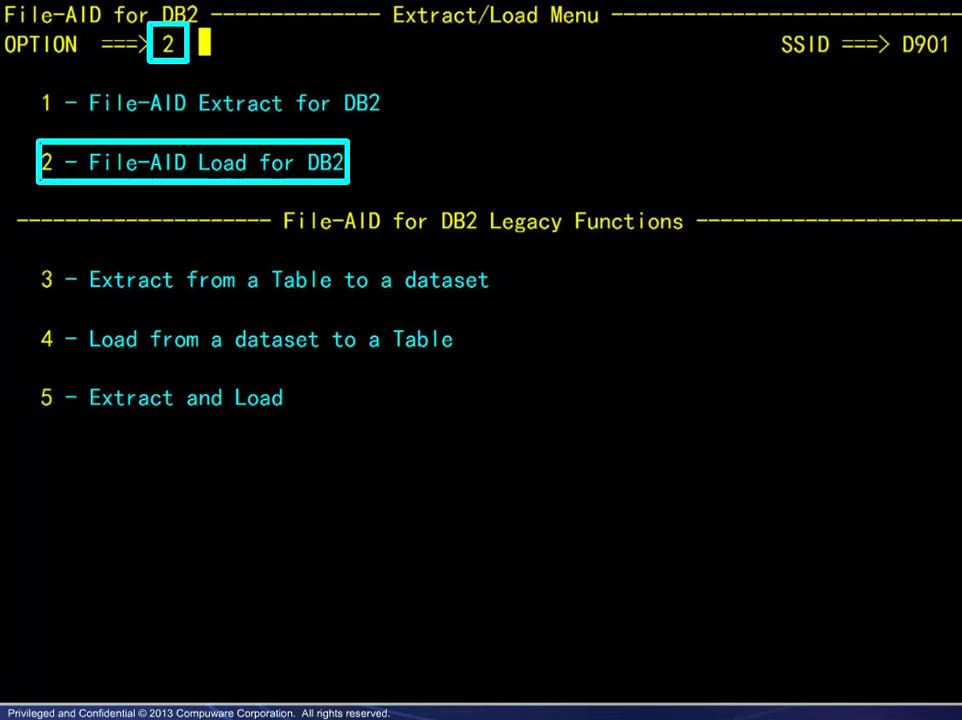 File-AID for DB2 -------------- Extract/Load Menu -----------------------------
OPTION ===> 2 SSID ===> D901
1 - File-AID Extract for DB2
2 - File-AID Load for DB2
--------------------- File-AID for DB2 Legacy Functions ----------------------
3 - Extract from a Table to a dataset
4 - Load from a dataset to a Table
5 - Extract and Load
Privileged and Confidential © 2013 Compuware Corporation. All rights reserved.